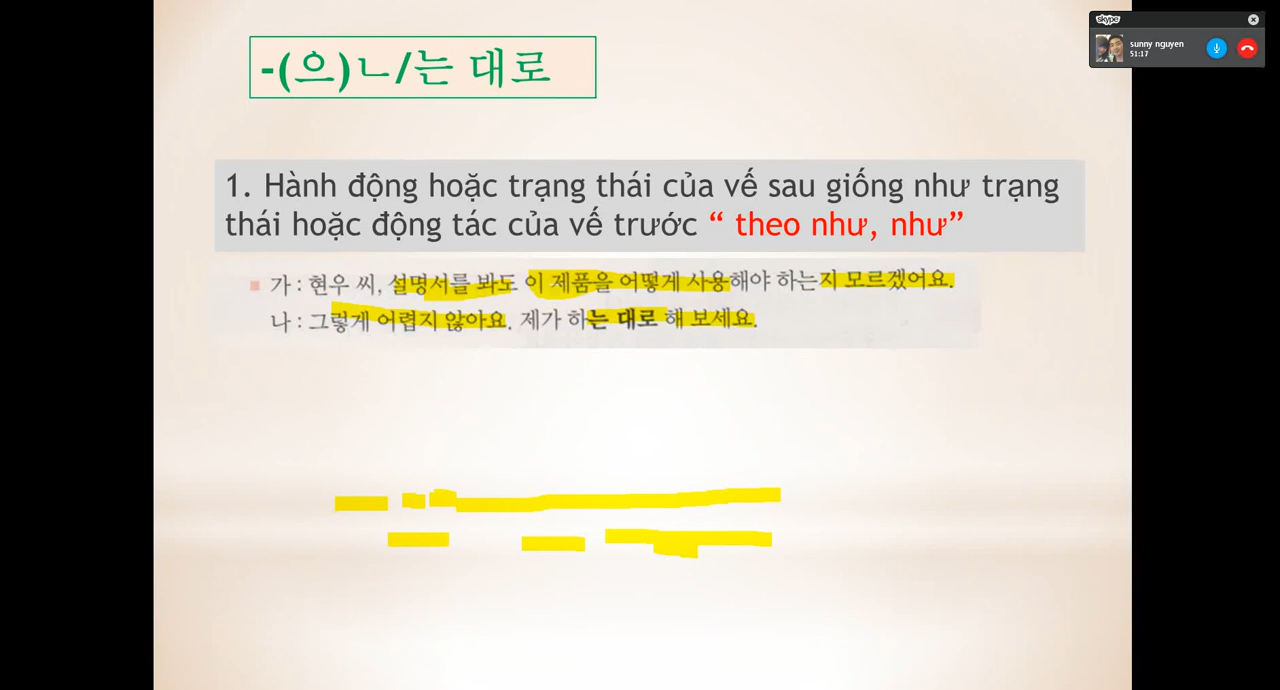 -(으)ㄴ/는 대로
1. Hành động hoặc trạng thái của vế sau giống như trạng
thái hoặc động tác của vế trước “ theo như, như”
가 : 현우 씨, 설명서를 봐도 이 제품을 어떻게 사용해야 하는지 모르겠어요.
나 : 그렇게 어렵지 않아요. 제가 하는 대로 해 보세요.
skype
sunny nguyen
51:17